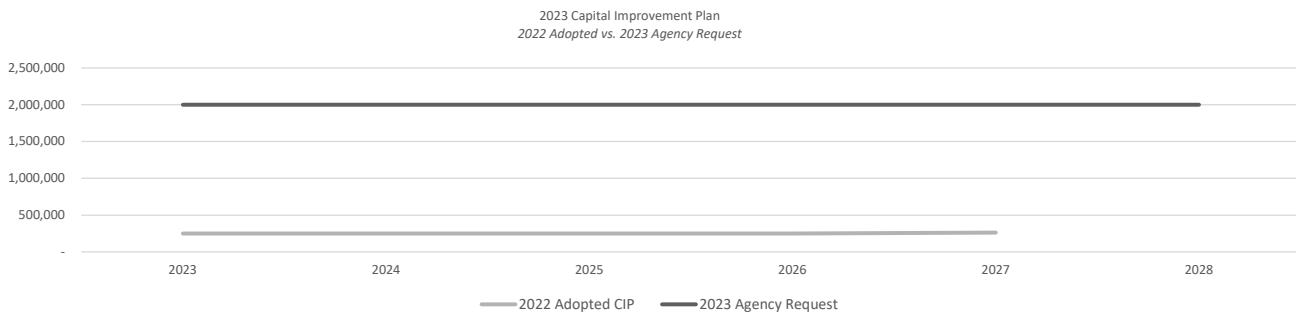 2023 Capital Improvement Plan
2022 Adopted vs. 2023 Agency Request
2,500,000
2,000,000
1,500,000
1,000,000
500,000
-
2023 2024 2025 2026 2027 2028
2022 Adopted CIP 2023 Agency Request